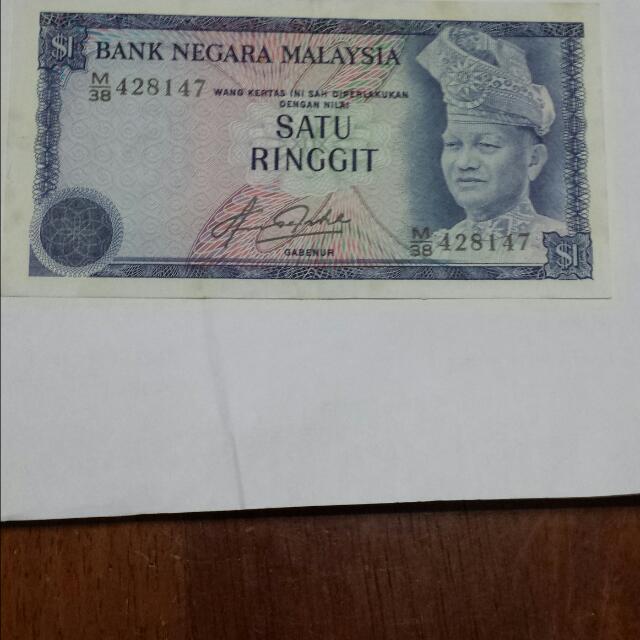 $1 BANK NEGARA MALAYSIA
M/38 428147 WANG KERTAS INI SAH DIPERLAKUKAN
DENGAN NILAI
SATU
RINGGIT
GABENUR
M/38 428147
$1